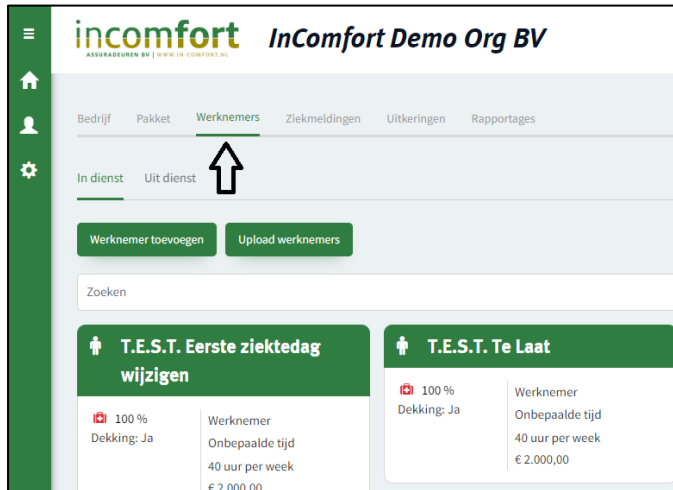 incomfort
ASSURADEUREN BV | WWW.IN-COMFORT.NL
InComfort Demo Org BV
Bedrijf Pakket Werknemers Ziekmeldingen Uitkeringen Rapportages
In dienst Uit dienst
Werknemer toevoegen Upload werknemers
Zoeken
T.E.S.T. Eerste ziektedag
wijzigen
100 %
Dekking: Ja
Werknemer
Onbepaalde tijd
40 uur per week
€ 2.000,00
T.E.S.T. Te Laat
100 %
Dekking: Ja
Werknemer
Onbepaalde tijd
40 uur per week
€ 2.000,00